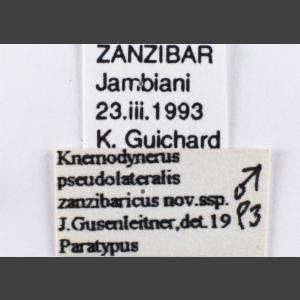 ZANZIBAR
Jambiani
23.iii.1993
K. Guichard
Knemodynerus
pseudolateralis ♂
zanzibaricus nov.ssp.
J.Gusenleitner,det.19 93
Paratypus